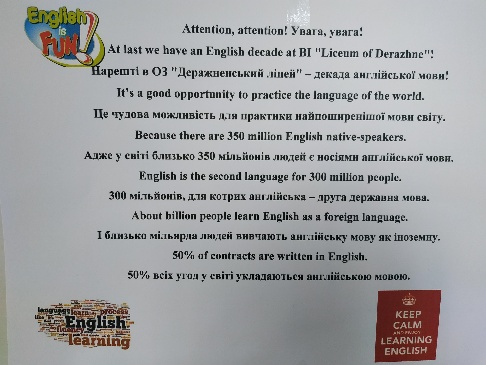 English
is
FUN!
Attention, attention! Увага, увага!
At last we have an English decade at BI "Liceum of Derazhne"!
Нарешті в ОЗ "Деражненський ліцей" – декада англійської мови!
It's a good opportunity to practice the language of the world.
Це чудова можливість для практики найпоширенішої мови світу.
Because there are 350 million English native-speakers.
Адже у світі близько 350 мільйонів людей є носіями англійської мови.
English is the second language for 300 million people.
300 мільйонів, для котрих англійська – друга державна мова.
About billion people learn English as a foreign language.
І близько мільярда людей вивчають англійську мову як іноземну.
50% of contracts are written in English.
50% всіх угод у світі укладаються англійською мовою.
language learn process
fluency
English
learning
KEEP
CALM
AND ENJOY
LEARNING
ENGLISH